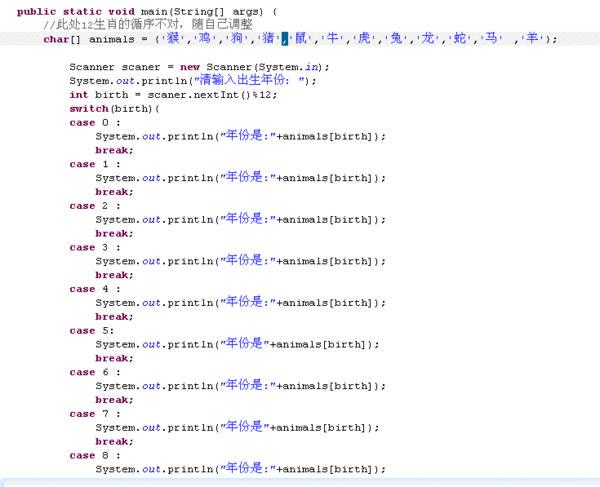 public static void main(String[] args) {
//此处12生肖的循序不对，随自己调整
char[] animals = {'猴','鸡','狗','猪','鼠','牛','虎','兔','龙','蛇','马' ,'羊'};
Scanner scaner = new Scanner(System.in);
System.out.println("请输入出生年份: ");
int birth = scaner.nextInt()%12;
switch(birth){
case 0 :
System.out.println("年份是:"+animals[birth]);
break;
case 1 :
System.out.println("年份是:"+animals[birth]);
break;
case 2 :
System.out.println("年份是:"+animals[birth]);
break;
case 3 :
System.out.println("年份是:"+animals[birth]);
break;
case 4 :
System.out.println("年份是:"+animals[birth]);
break;
case 5:
System.out.println("年份是"+animals[birth]);
break;
case 6 :
System.out.println("年份是:"+animals[birth]);
break;
case 7 :
System.out.println("年份是"+animals[birth]);
break;
case 8 :
System.out.println("年份是:"+animals[birth]);